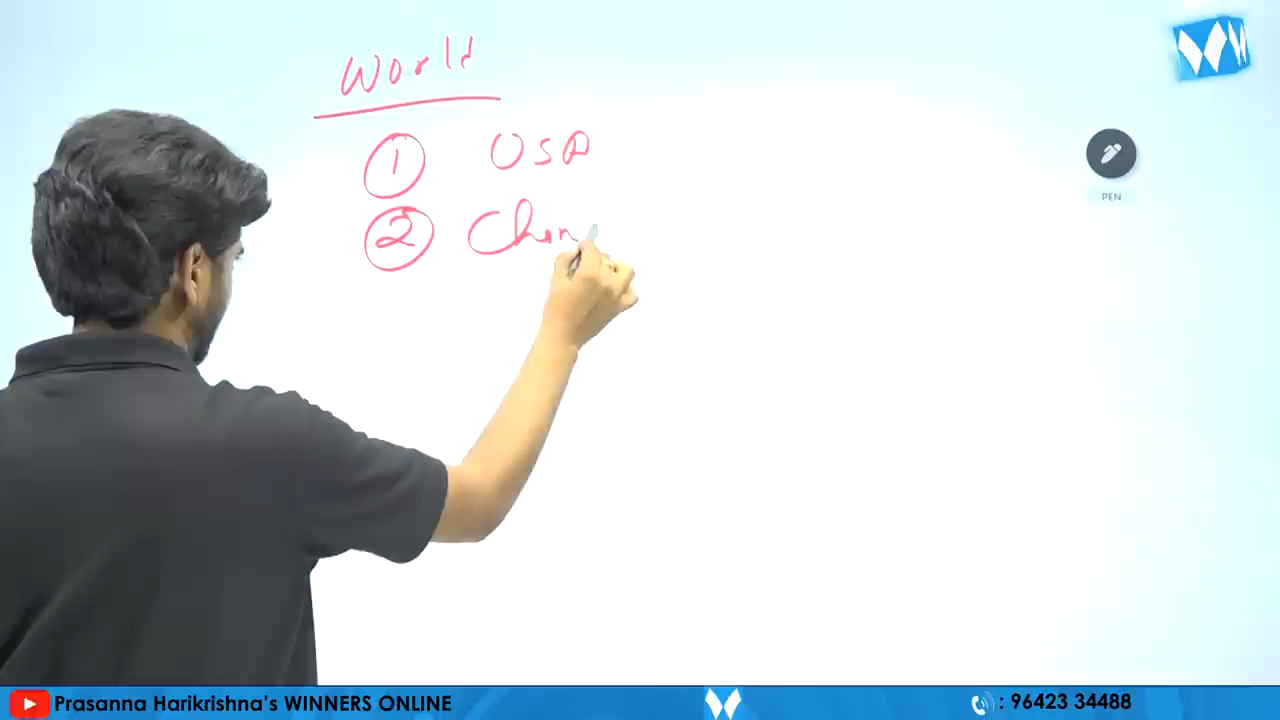 World
1 USA
2 Chin
PEN
Prasanna Harikrishna's WINNERS ONLINE
: 96423 34488